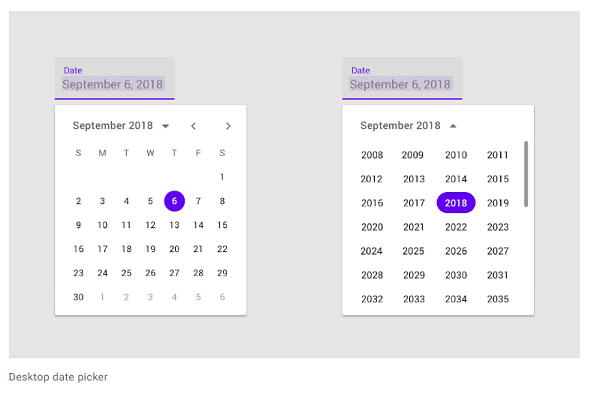 Date
September 6, 2018
September 2018
S M T W T F S
1
2 3 4 5 6 7 8
9 10 11 12 13 14 15
16 17 18 19 20 21 22
23 24 25 26 27 28 29
30 1 2 3 4 5 6
Date
September 6, 2018
September 2018
2008 2009 2010 2011
2012 2013 2014 2015
2016 2017 2018 2019
2020 2021 2022 2023
2024 2025 2026 2027
2028 2029 2030 2031
2032 2033 2034 2035
Desktop date picker